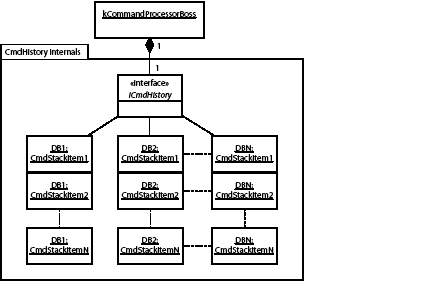 kCommandProcessorBoss
1
CmdHistory Internals
1
«interface»
ICmdHistory
DB1:
CmdStackItem1
DB2:
CmdStackItem1
DBN:
CmdStackItem1
DB1:
CmdStackItem2
DB2:
CmdStackItem2
DBN:
CmdStackItem2
DB1:
CmdStackItemN
DB2:
CmdStackItemN
DBN:
CmdStackItemN